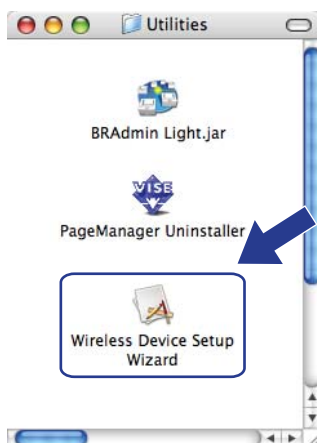 Utilities
BRAdmin Light.jar
VISE
PageManager Uninstaller
Wireless Device Setup
Wizard